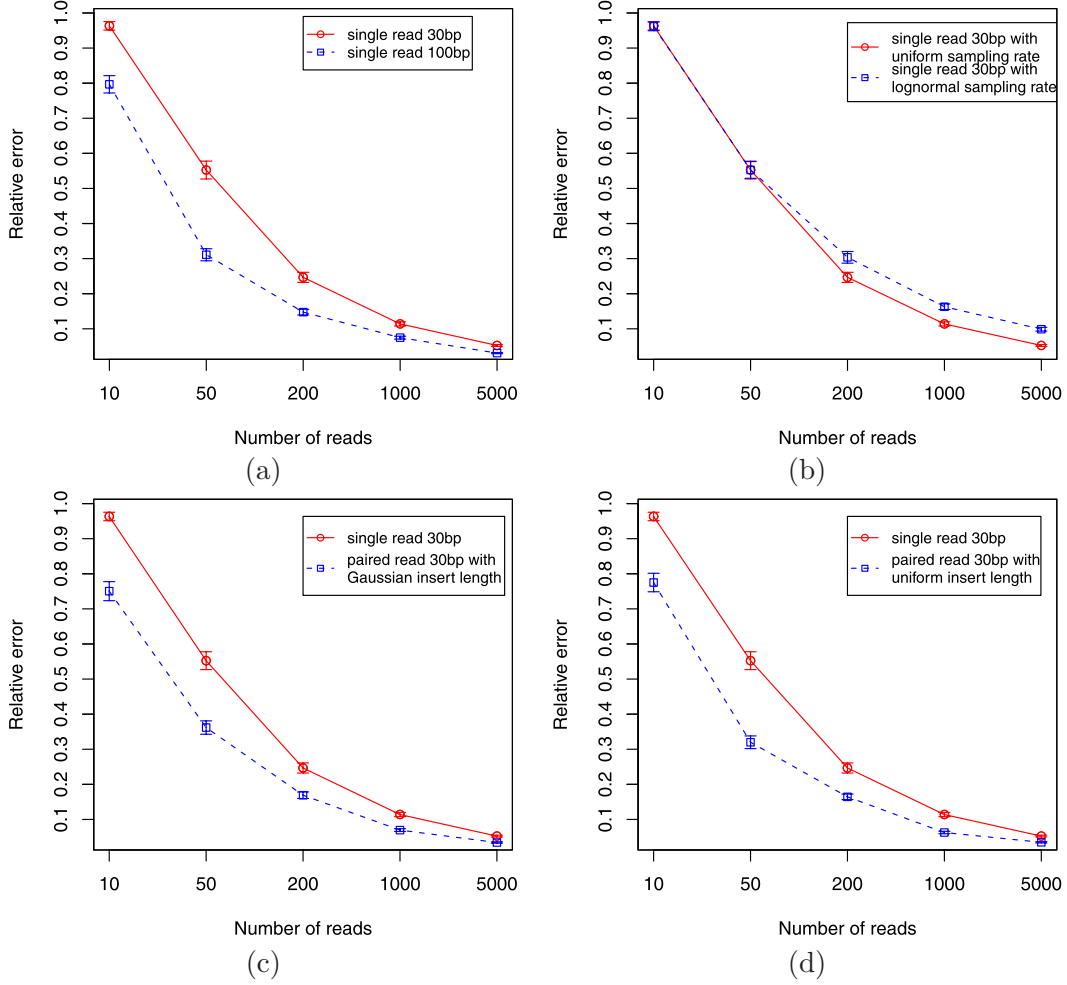 1.0
0.9
0.8
0.7
0.6
0.5
0.4
0.3
0.2
0.1
Relative error
single read 30bp
single read 100bp
10 50 200 1000 5000
Number of reads
(a)
1.0
0.9
0.8
0.7
0.6
0.5
0.4
0.3
0.2
0.1
Relative error
single read 30bp with
uniform sampling rate
single read 30bp with
lognormal sampling rate
10 50 200 1000 5000
Number of reads
(b)
1.0
0.9
0.8
0.7
0.6
0.5
0.4
0.3
0.2
0.1
Relative error
single read 30bp
paired read 30bp with
Gaussian insert length
10 50 200 1000 5000
Number of reads
(c)
1.0
0.9
0.8
0.7
0.6
0.5
0.4
0.3
0.2
0.1
Relative error
single read 30bp
paired read 30bp with
uniform insert length
10 50 200 1000 5000
Number of reads
(d)